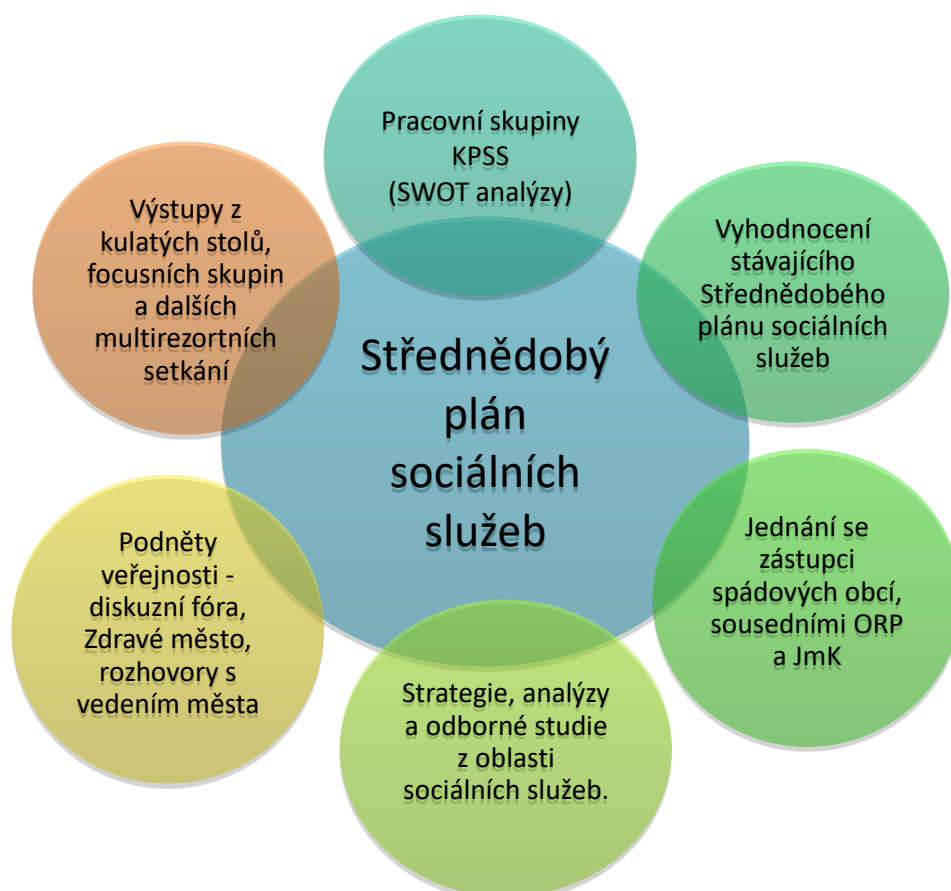 Pracovní skupiny
KPSS
(SWOT analýzy)
Výstupy z
kulatých stolů,
focusních skupin
a dalších
multirezortních
setkání
Vyhodnocení
stávajícího
Střednědobého
plánu sociálních
služeb
Střednědobý
plán
sociálních
služeb
Podněty
veřejnosti -
diskuzní fóra,
Zdravé město,
rozhovory s
vedením města
Jednání se
zástupci
spádových obcí,
sousedními ORP
a JmK
Strategie, analýzy
a odborné studie
z oblasti
sociálních služeb.